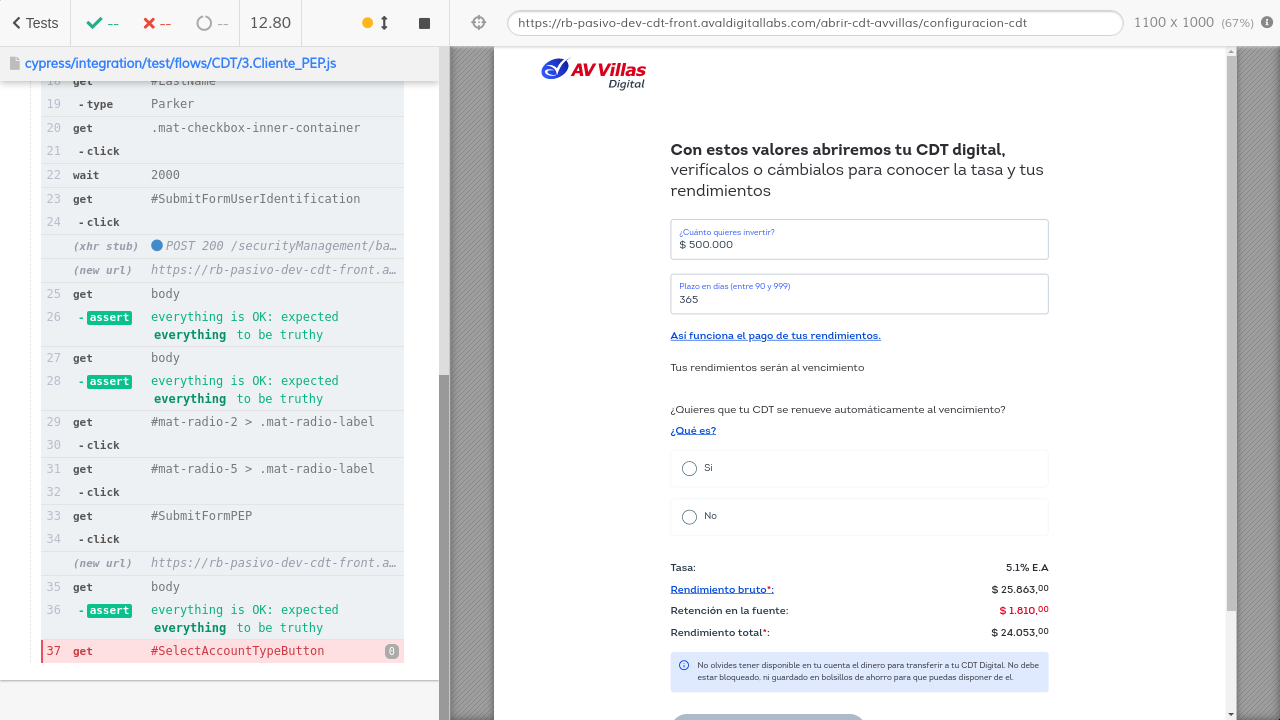 Tests
--
--
--
12.80
https://rb-pasivo-dev-cdt-front.avaldigitallabs.com/abrir-cdt-avvillas/configuracion-cdt
1100 x 1000 (67%)
cypress/integration/test/flows/CDT/3.Cliente_PEP.js
18 get #LastName
19 - type Parker
20 get .mat-checkbox-inner-container
21 - click
22 wait 2000
23 get #SubmitFormUserIdentification
24 - click
(xhr stub) POST 200 /securityManagement/ba…
(new url) https://rb-pasivo-dev-cdt-front.a…
25 get body
26 - assert everything is OK: expected
everything to be truthy
27 get body
28 - assert everything is OK: expected
everything to be truthy
29 get #mat-radio-2 > .mat-radio-label
30 - click
31 get #mat-radio-5 > .mat-radio-label
32 - click
33 get #SubmitFormPEP
34 - click
(new url) https://rb-pasivo-dev-cdt-front.a…
35 get body
36 - assert everything is OK: expected
everything to be truthy
37 get #SelectAccountTypeButton 0
AV Villas
Digital
Con estos valores abriremos tu CDT digital,
verifícalos o cámbialos para conocer la tasa y tus
rendimientos
¿Cuánto quieres invertir?
$ 500.000
Plazo en días (entre 90 y 999)
365
Así funciona el pago de tus rendimientos.
Tus rendimientos serán al vencimiento
¿Quieres que tu CDT se renueve automáticamente al vencimiento?
¿Qué es?
Si
No
Tasa: 5.1% E.A
Rendimiento bruto*: $ 25.863,00
Retención en la fuente: $ 1.810,00
Rendimiento total*: $ 24.053,00
No olvides tener disponible en tu cuenta el dinero para transferir a tu CDT Digital. No debe
estar bloqueado, ni guardado en bolsillos de ahorro para que puedas disponer de el.